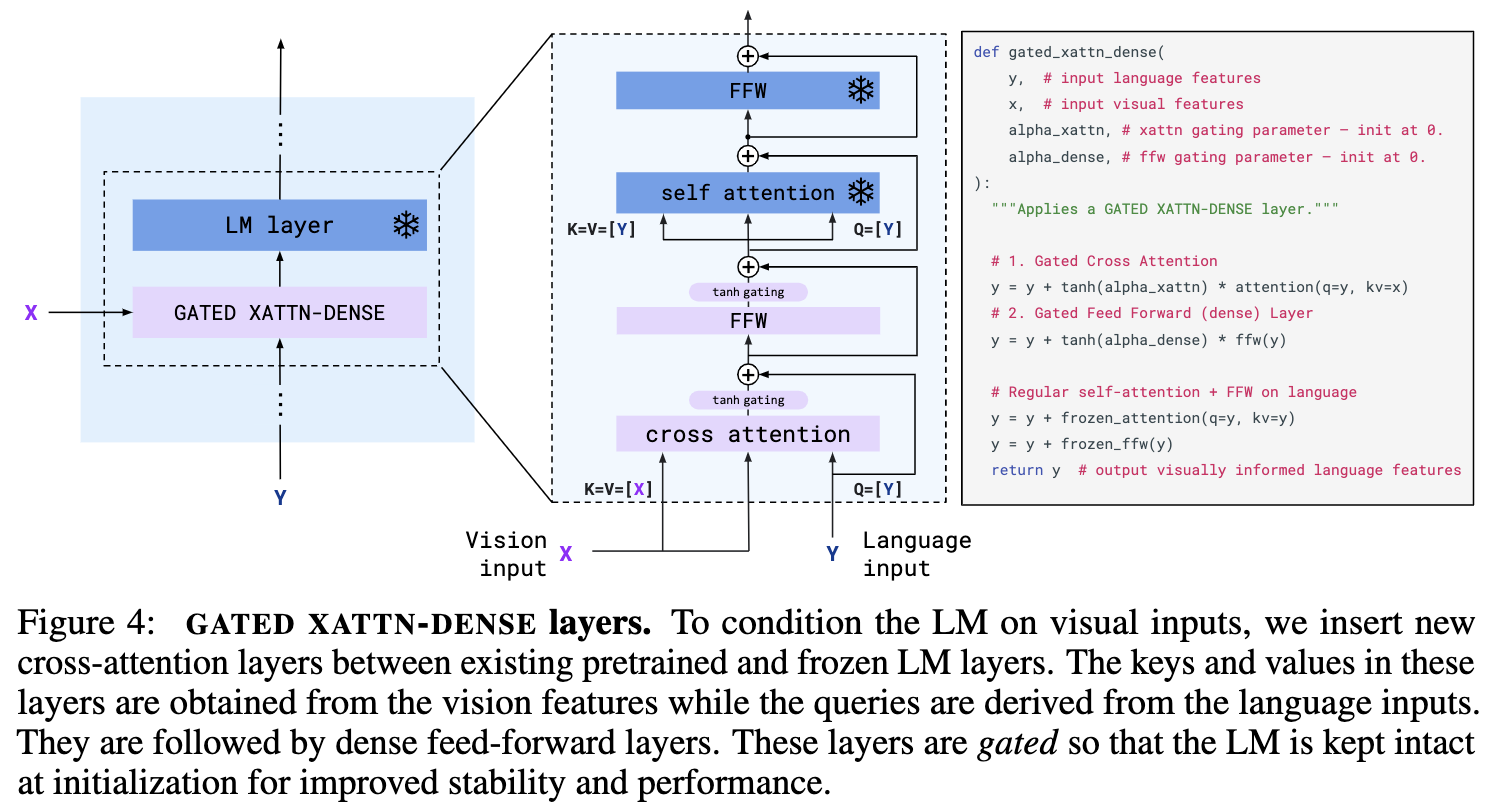 LM layer
X
GATED XATTN-DENSE
Y
FFW
self attention
K=V=[Y]
Q=[Y]
tanh gating
FFW
tanh gating
cross attention
K=V=[X]
Q=[Y]
Vision
input
X
Y
Language
input
def gated_xattn_dense(
y, # input language features
x, # input visual features
alpha_xattn, # xattn gating parameter – init at 0.
alpha_dense, # ffw gating parameter – init at 0.
):
"""Applies a GATED XATTN-DENSE layer."""
# 1. Gated Cross Attention
y = y + tanh(alpha_xattn) * attention(q=y, kv=x)
# 2. Gated Feed Forward (dense) Layer
y = y + tanh(alpha_dense) * ffw(y)
# Regular self-attention + FFW on language
y = y + frozen_attention(q=y, kv=y)
y = y + frozen_ffw(y)
return y # output visually informed language features
Figure 4: GATED XATTN-DENSE layers. To condition the LM on visual inputs, we insert new
cross-attention layers between existing pretrained and frozen LM layers. The keys and values in these
layers are obtained from the vision features while the queries are derived from the language inputs.
They are followed by dense feed-forward layers. These layers are gated so that the LM is kept intact
at initialization for improved stability and performance.